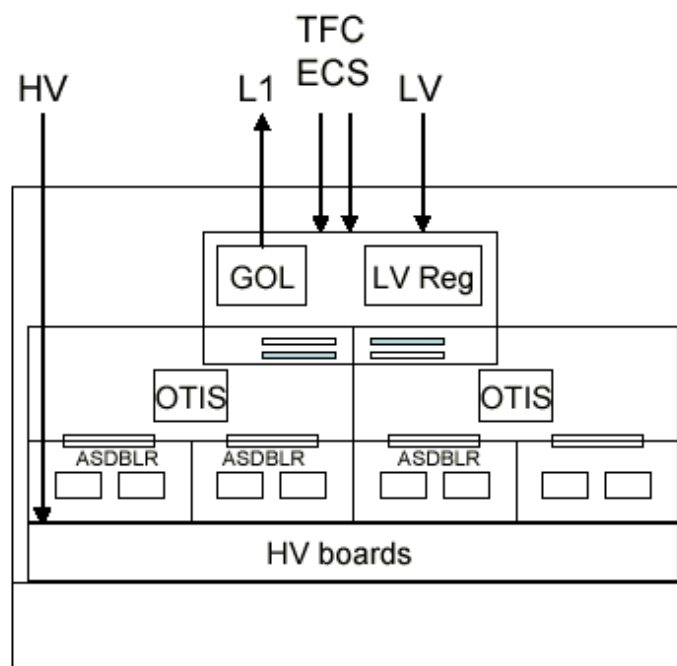 TFC
ECS
HV L1 LV
GOL LV Reg
OTIS OTIS
ASDBLR ASDBLR ASDBLR
HV boards